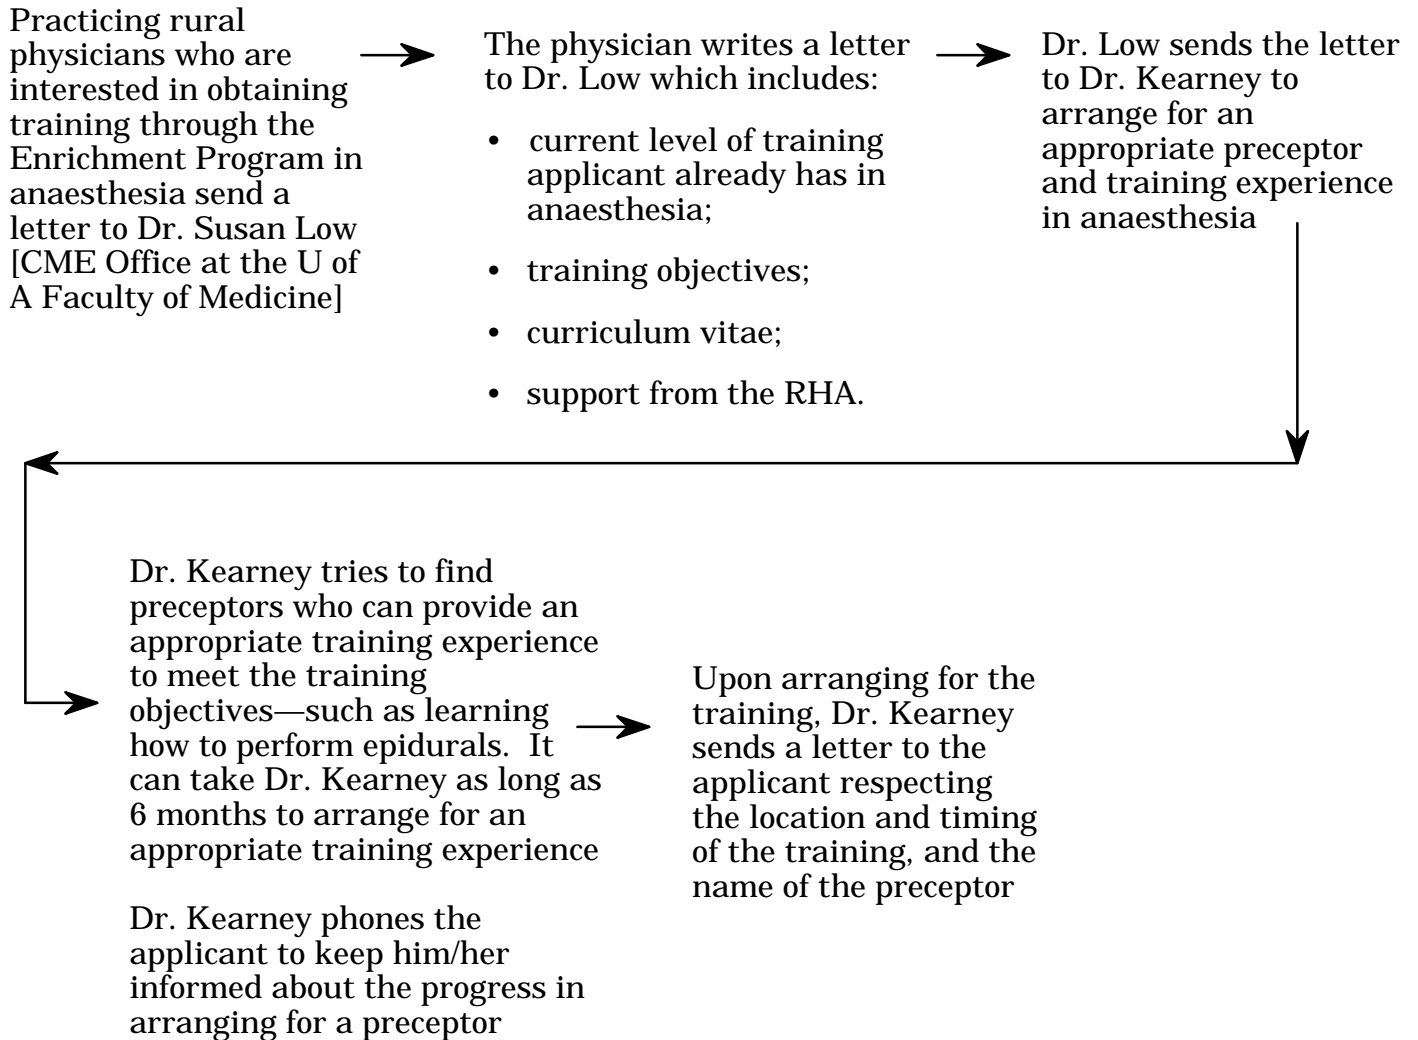 Practicing rural
physicians who are
interested in obtaining
training through the
Enrichment Program in
anaesthesia send a
letter to Dr. Susan Low
[CME Office at the U of
A Faculty of Medicine]
The physician writes a letter
to Dr. Low which includes:
• current level of training
applicant already has in
anaesthesia;
• training objectives;
• curriculum vitae;
• support from the RHA.
Dr. Low sends the letter
to Dr. Kearney to
arrange for an
appropriate preceptor
and training experience
in anaesthesia
Dr. Kearney tries to find
preceptors who can provide an
appropriate training experience
to meet the training
objectives—such as learning
how to perform epidurals.  It
can take Dr. Kearney as long as
6 months to arrange for an
appropriate training experience
Dr. Kearney phones the
applicant to keep him/her
informed about the progress in
arranging for a preceptor
Upon arranging for the
training, Dr. Kearney
sends a letter to the
applicant respecting
the location and timing
of the training, and the
name of the preceptor